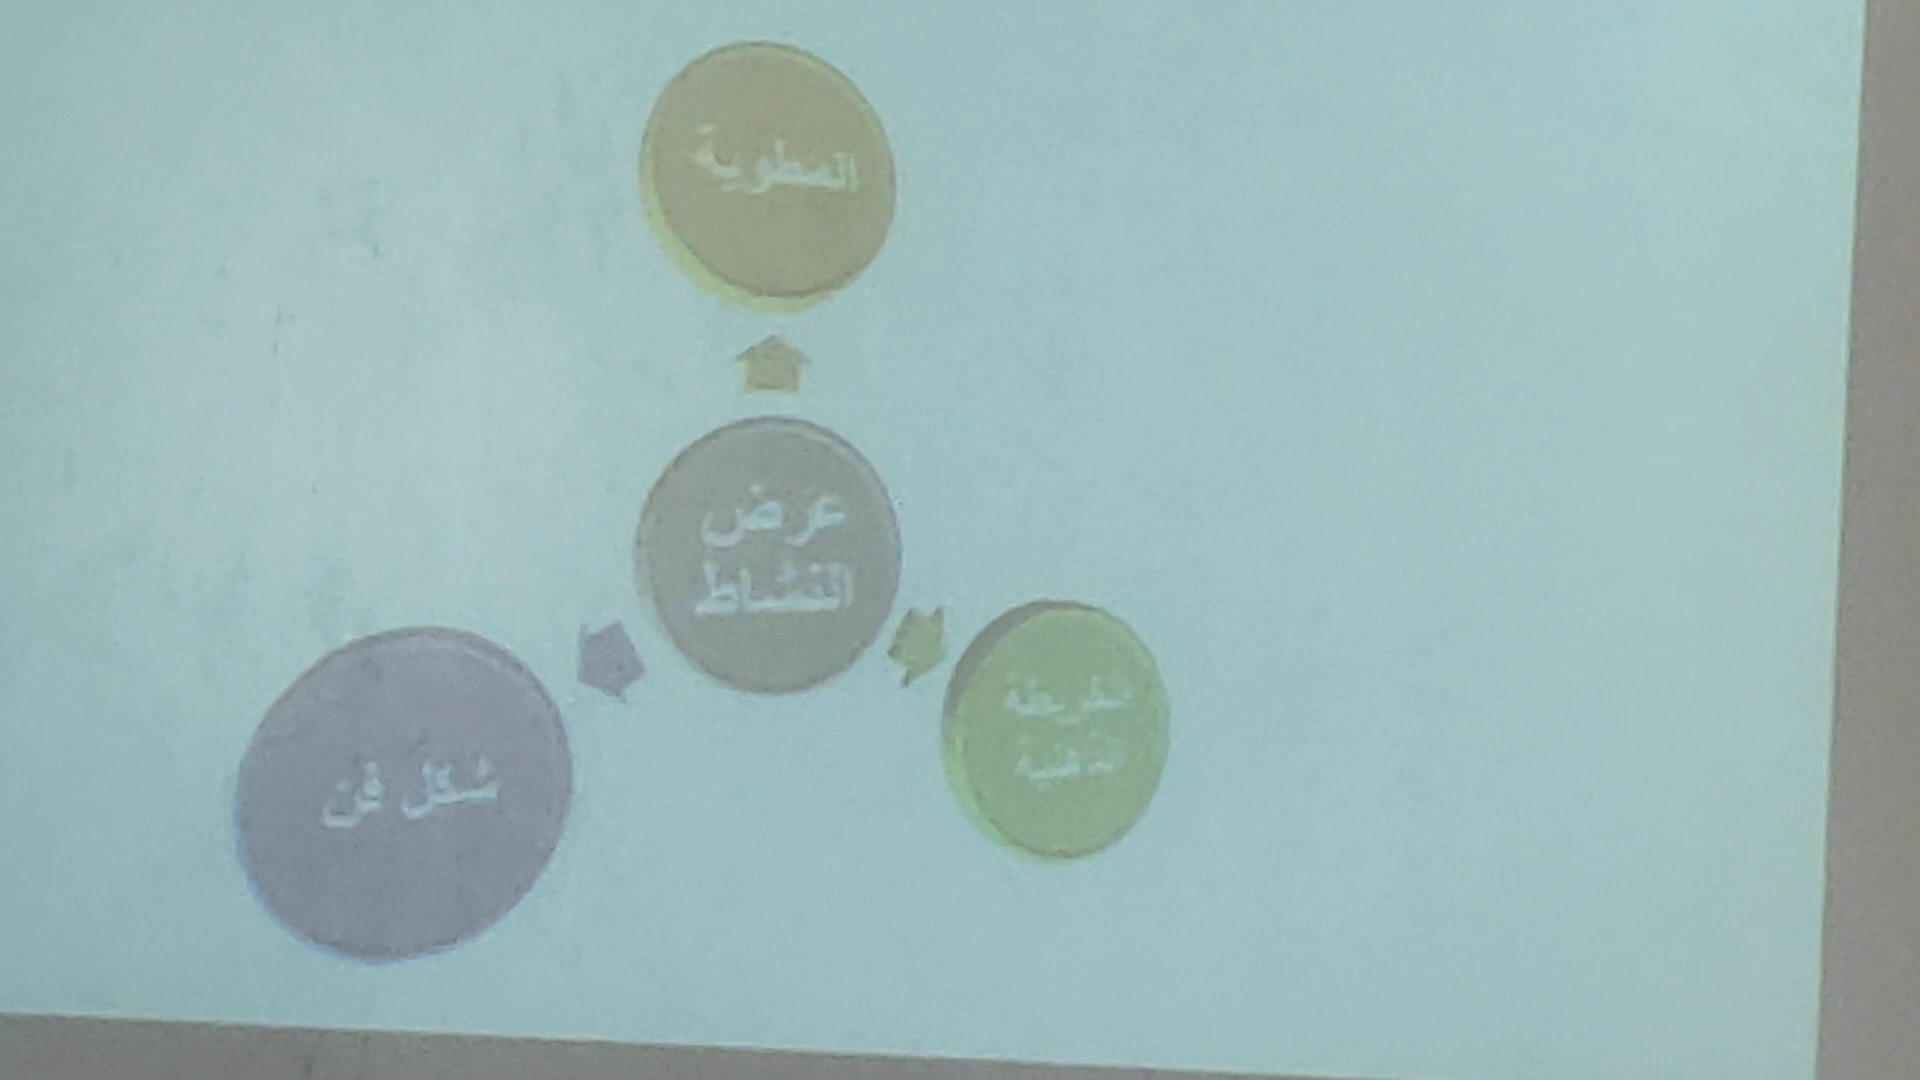 المطوية
عرض
النشاط
الخريطة
الذهنية
شكل فن